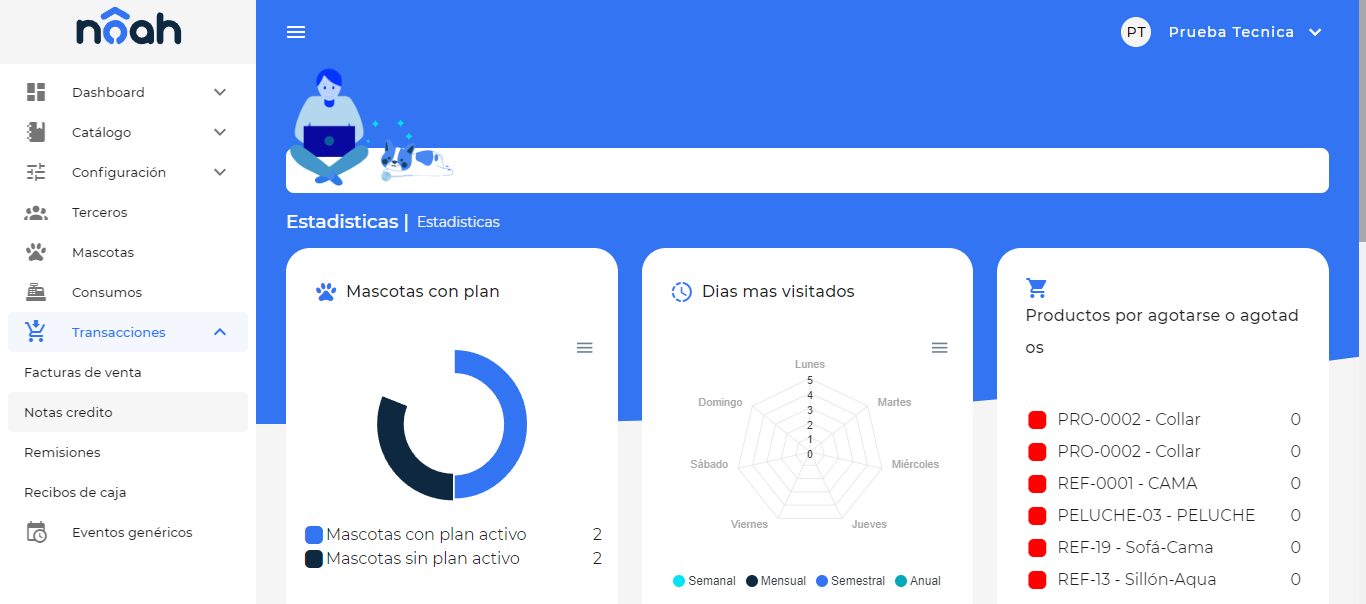 nôah
Dashboard
Catálogo
Configuración
Terceros
Mascotas
Consumos
Transacciones
Facturas de venta
Notas credito
Remisiones
Recibos de caja
Eventos genéricos
PT Prueba Tecnica
Estadisticas | Estadisticas
Mascotas con plan
Mascotas con plan activo 2
Mascotas sin plan activo 2
Dias mas visitados
Lunes
5
4
3
2
1
0
Martes
Miércoles
Jueves
Viernes
Sábado
Domingo
Semanal Mensual Semestral Anual
Productos por agotarse o agotad
os
PRO-0002 - Collar 0
PRO-0002 - Collar 0
REF-0001 - CAMA 0
PELUCHE-03 - PELUCHE 0
REF-19 - Sofá-Cama 0
REF-13 - Sillón-Aqua 0